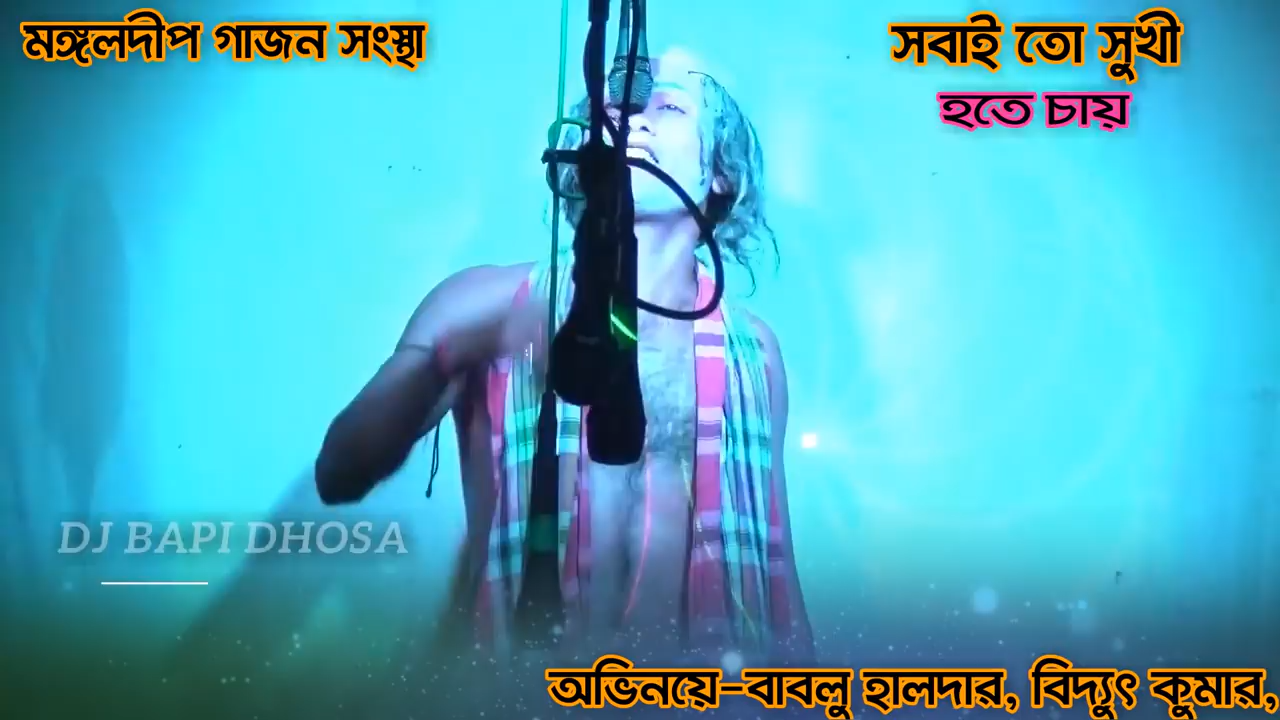 মঙ্গলদীপ গাজন সংস্থা
সবাই তো সুখী
হতে চায়
DJ BAPI DHOSA
অভিনয়ে-বাবলু হালদার, বিদ্যুৎ কুমার,